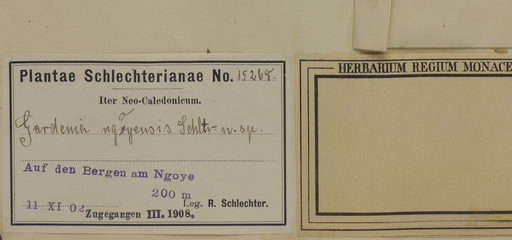 Plantae Schlechterianae No. 15268.
Iter Neo-Caledonicum.
Gardenia ngoyensis Schltr n. sp.
Auf den Bergen am Ngoye
200 m
11 XI 02
Leg. R. Schlechter.
Zugegangen III. 1908.
HERBARIUM REGIUM MONACE